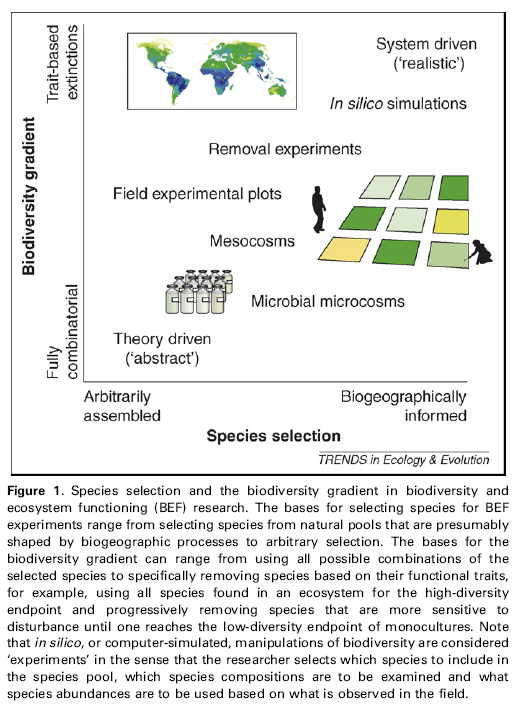 Trait-based
extinctions
System driven
('realistic')
In silico simulations
Removal experiments
Field experimental plots
Mesocosms
Microbial microcosms
Theory driven
('abstract')
Biodiversity gradient
Fully
combinatorial
Arbitrarily
assembled
Biogeographically
informed
Species selection
TRENDS in Ecology & Evolution
Figure 1. Species selection and the biodiversity gradient in biodiversity and
ecosystem functioning (BEF) research. The bases for selecting species for BEF
experiments range from selecting species from natural pools that are presumably
shaped by biogeographic processes to arbitrary selection. The bases for the
biodiversity gradient can range from using all possible combinations of the
selected species to specifically removing species based on their functional traits,
for example, using all species found in an ecosystem for the high-diversity
endpoint and progressively removing species that are more sensitive to
disturbance until one reaches the low-diversity endpoint of monocultures. Note
that in silico, or computer-simulated, manipulations of biodiversity are considered
'experiments' in the sense that the researcher selects which species to include in
the species pool, which species compositions are to be examined and what
species abundances are to be used based on what is observed in the field.